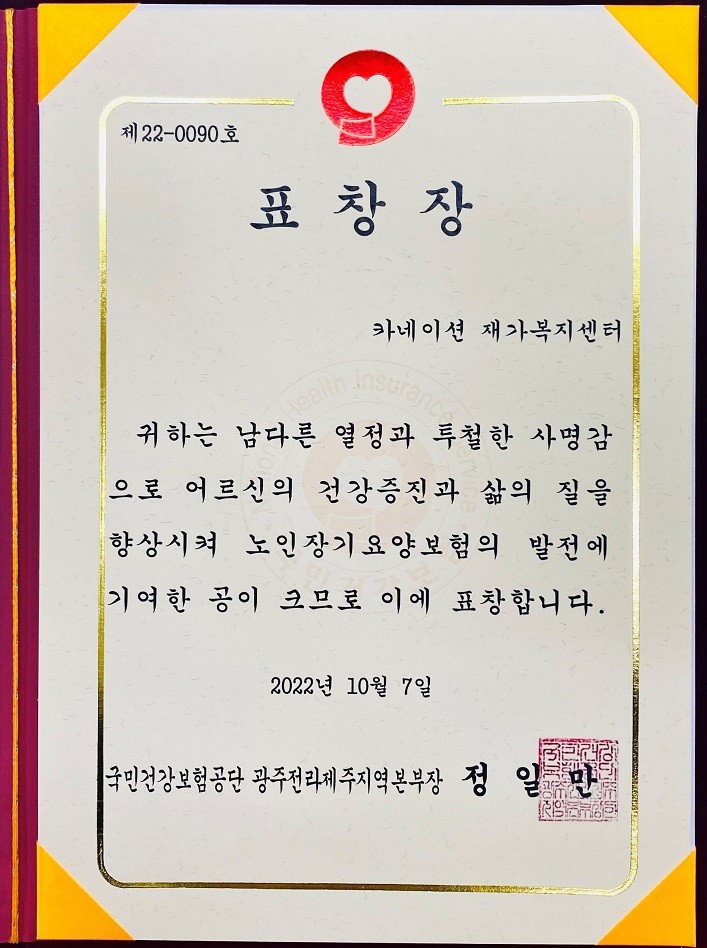 제22-0090호
표 창 장
카네이션 재가복지센터
Health Insurance
귀하는 남다른 열정과 투철한 사명감
으로 어르신의 건강증진과 삶의 질을
향상시켜 노인장기요양보험의 발전에
기여한 공이 크므로 이에 표창합니다.
2022년 10월 7일
국민건강보험공단 광주전라제주지역본부장 정 일 만